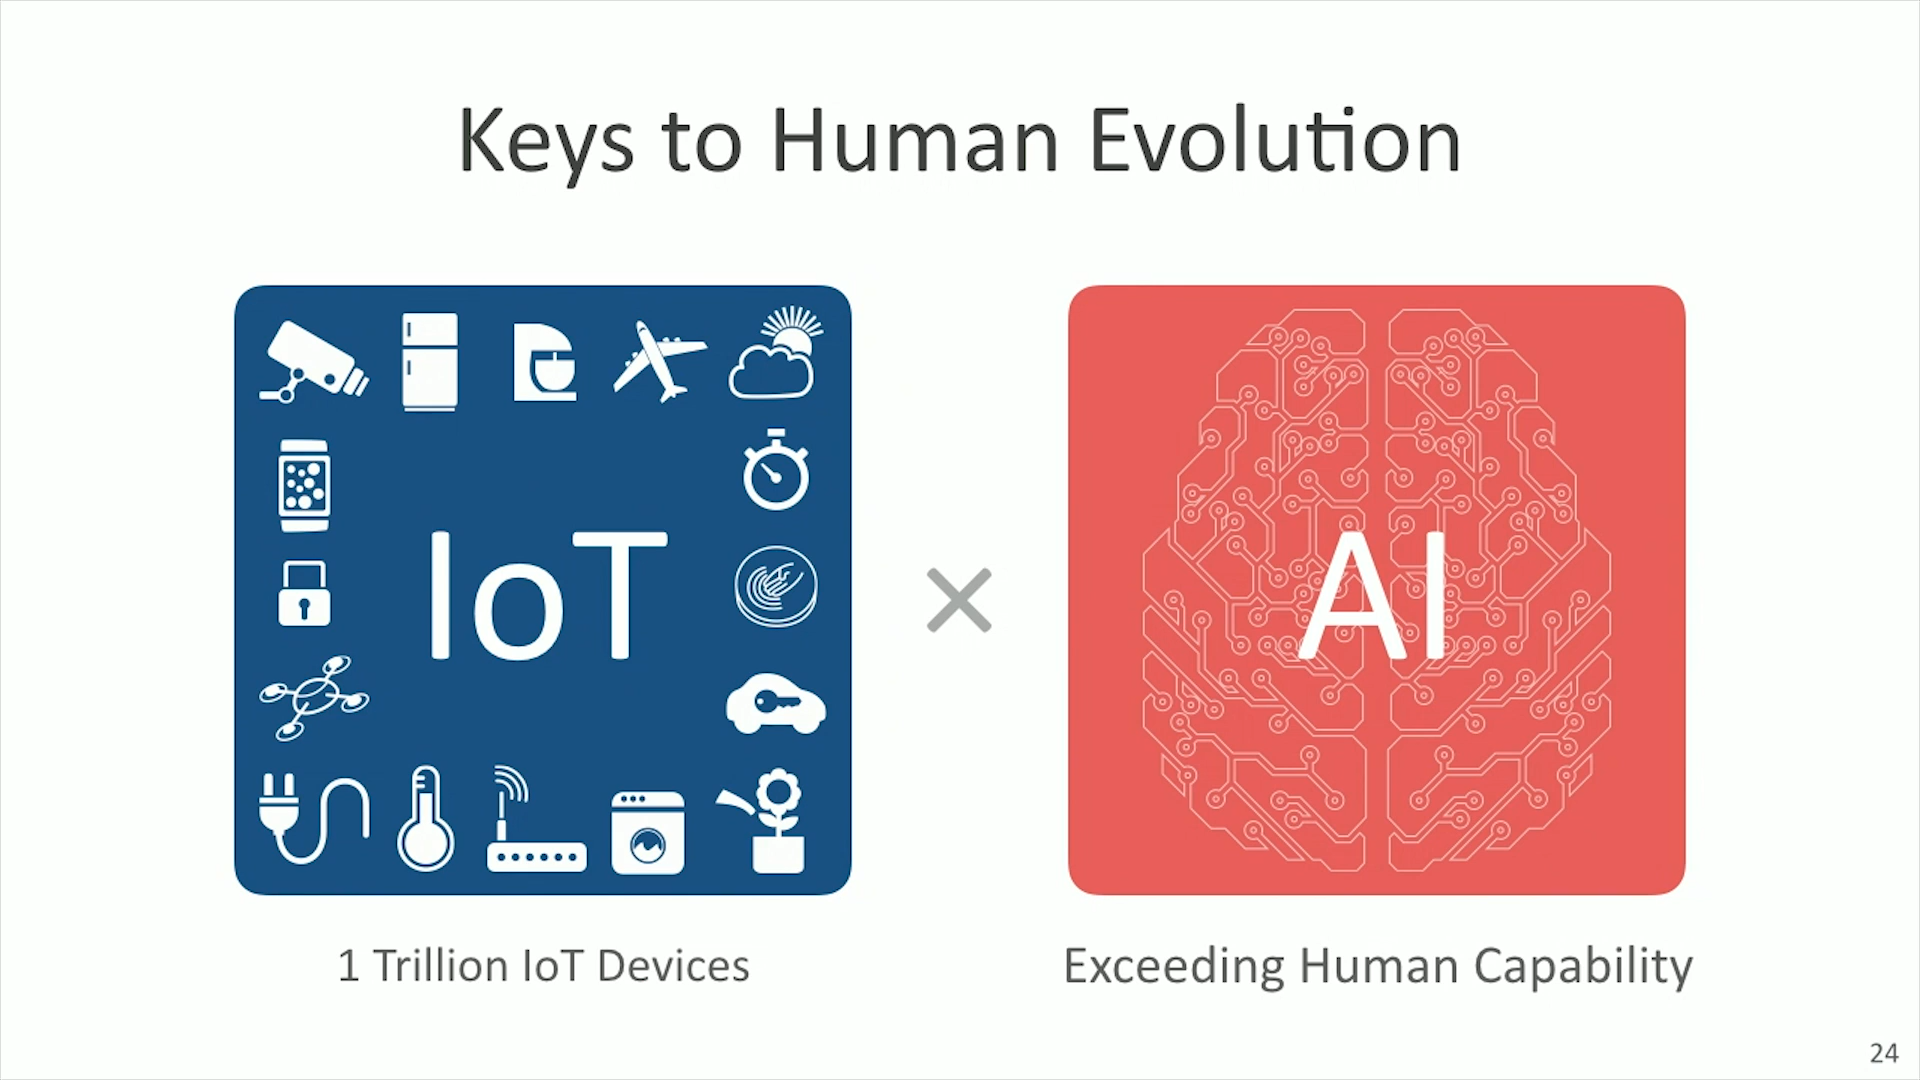 Keys to Human Evolution
IoT
×
AI
1 Trillion IoT Devices
Exceeding Human Capability
24